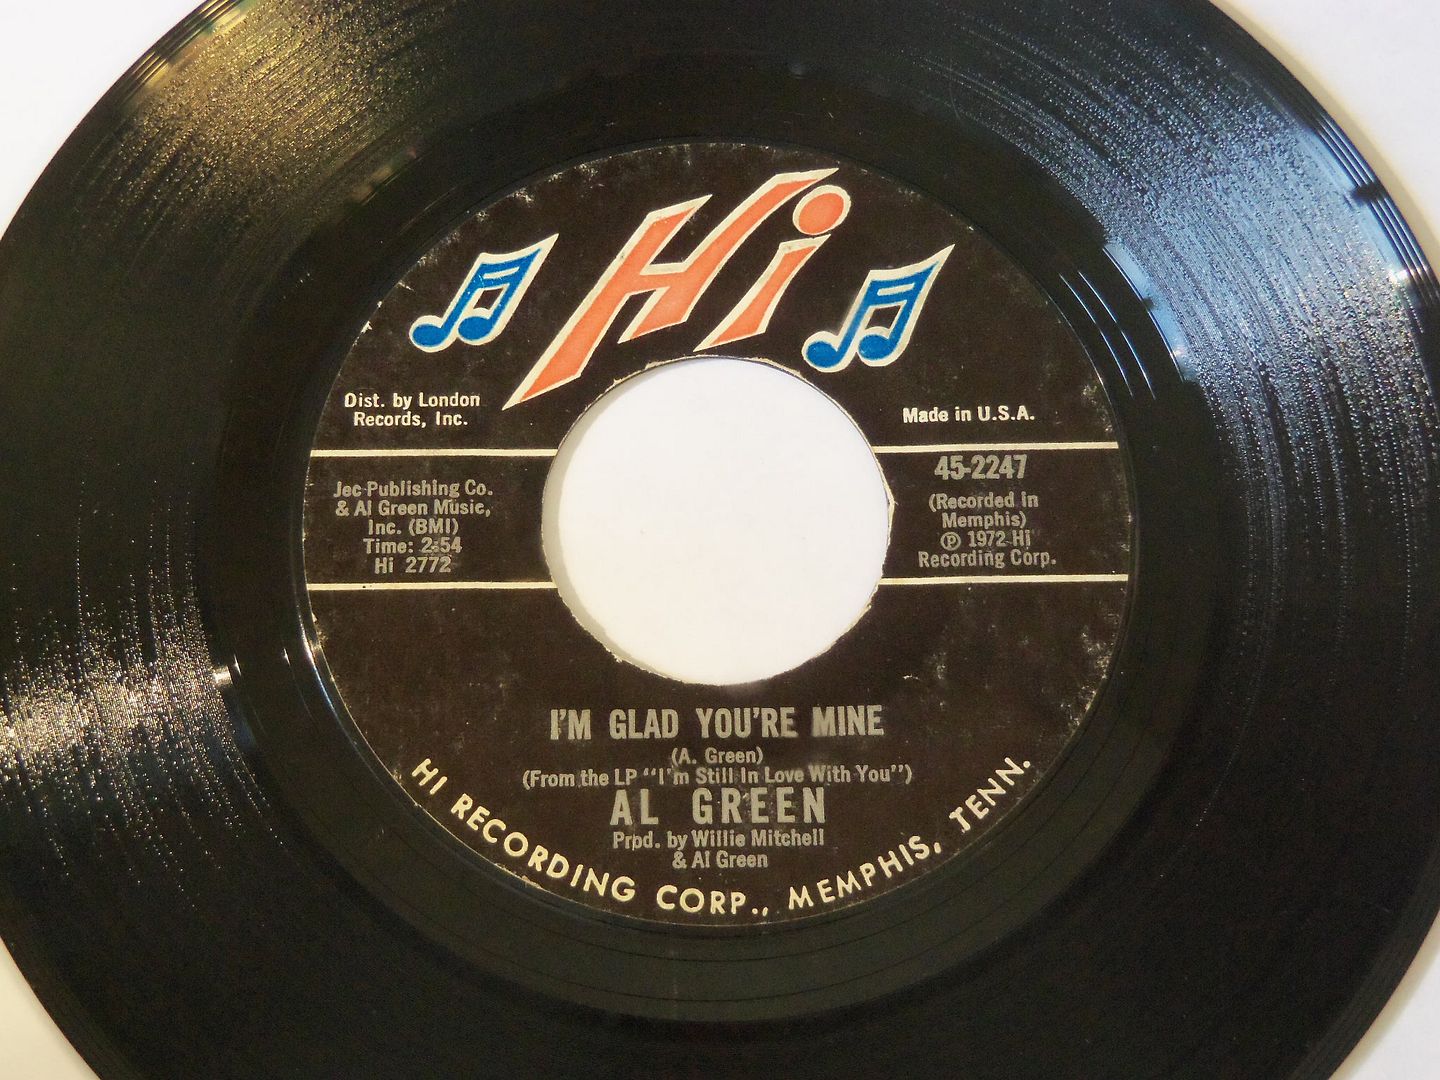 Hi
Dist. by London
Records, Inc.
Made in U.S.A.
Jec Publishing Co.
& Al Green Music,
Inc. (BMI)
Time: 2:54
Hi 2772
45-2247
(Recorded in
Memphis)
℗ 1972 Hi
Recording Corp.
I'M GLAD YOU'RE MINE
(A. Green)
(From the LP "I'm Still In Love With You")
AL GREEN
Prod. by Willie Mitchell
& Al Green
HI RECORDING CORP., MEMPHIS, TENN.